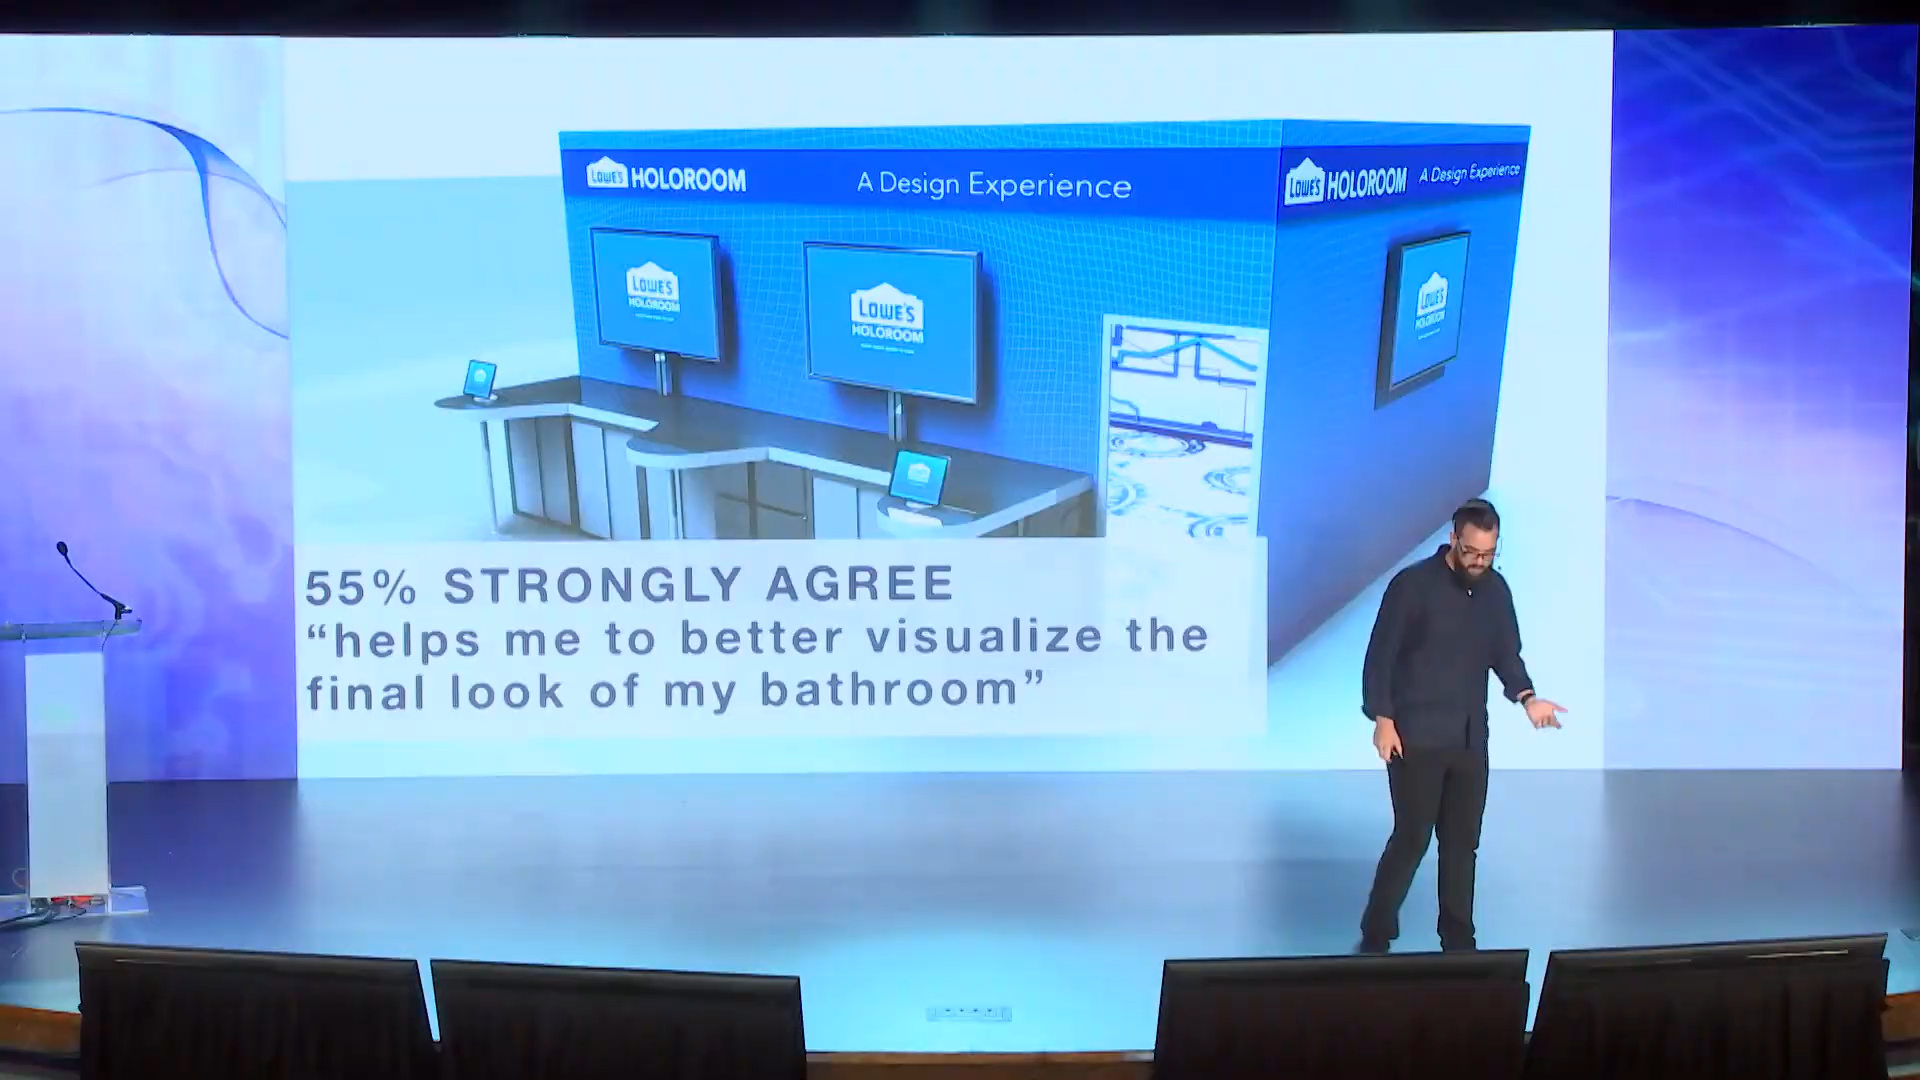 LOWE'S HOLOROOM
A Design Experience
LOWE'S HOLOROOM
A Design Experience
LOWE'S
HOLOROOM
LOWE'S
HOLOROOM
LOWE'S
HOLOROOM
55% STRONGLY AGREE
“helps me to better visualize the
final look of my bathroom”